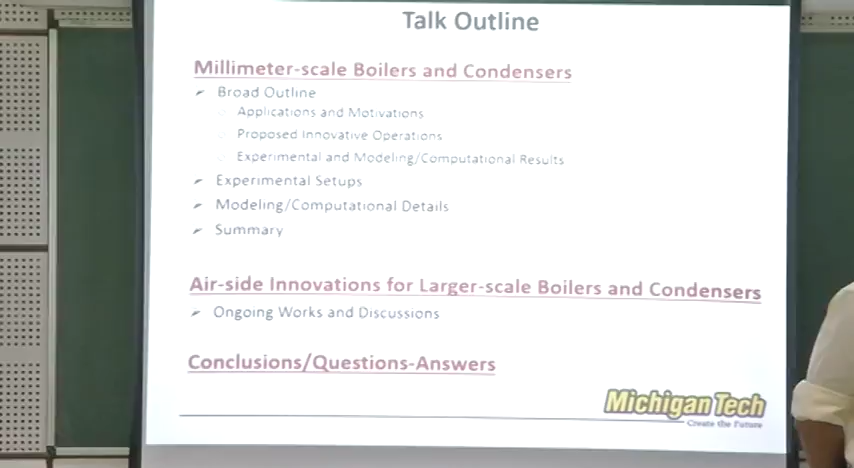 Talk Outline
Millimeter-scale Boilers and Condensers
Broad Outline
Applications and Motivations
Proposed Innovative Operations
Experimental and Modeling/Computational Results
Experimental Setups
Modeling/Computational Details
Summary
Air-side Innovations for Larger-scale Boilers and Condensers
Ongoing Works and Discussions
Conclusions/Questions-Answers
Michigan Tech
Create the Future